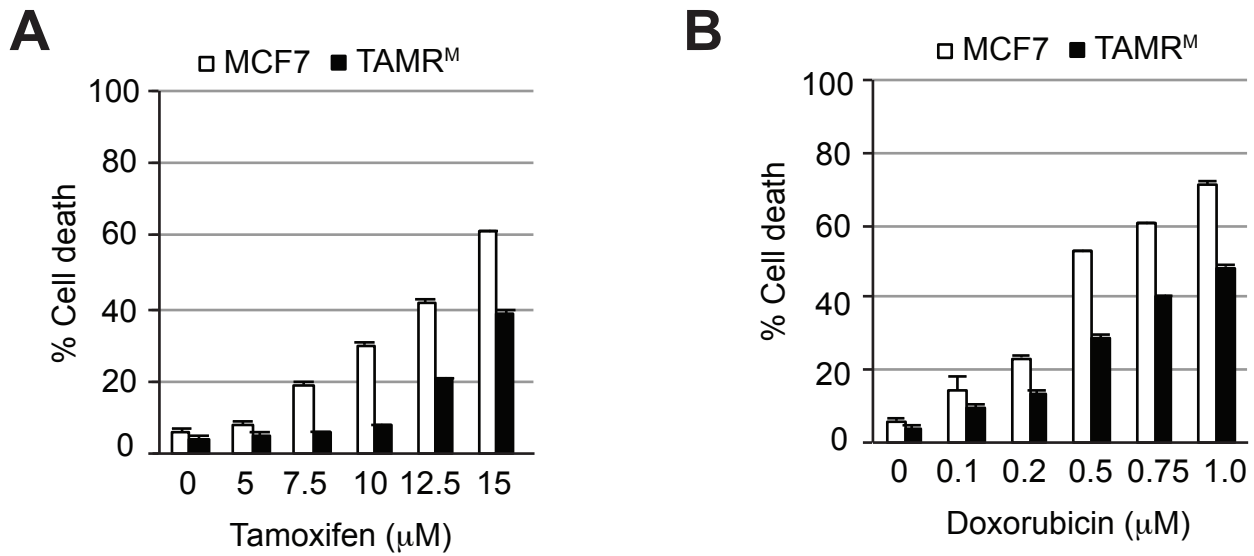 A
MCF7 TAMRᴹ
100
80
60
40
20
0
% Cell death
0 5 7.5 10 12.5 15
Tamoxifen (μM)
B
MCF7 TAMRᴹ
100
80
60
40
20
0
% Cell death
0 0.1 0.2 0.5 0.75 1.0
Doxorubicin (μM)